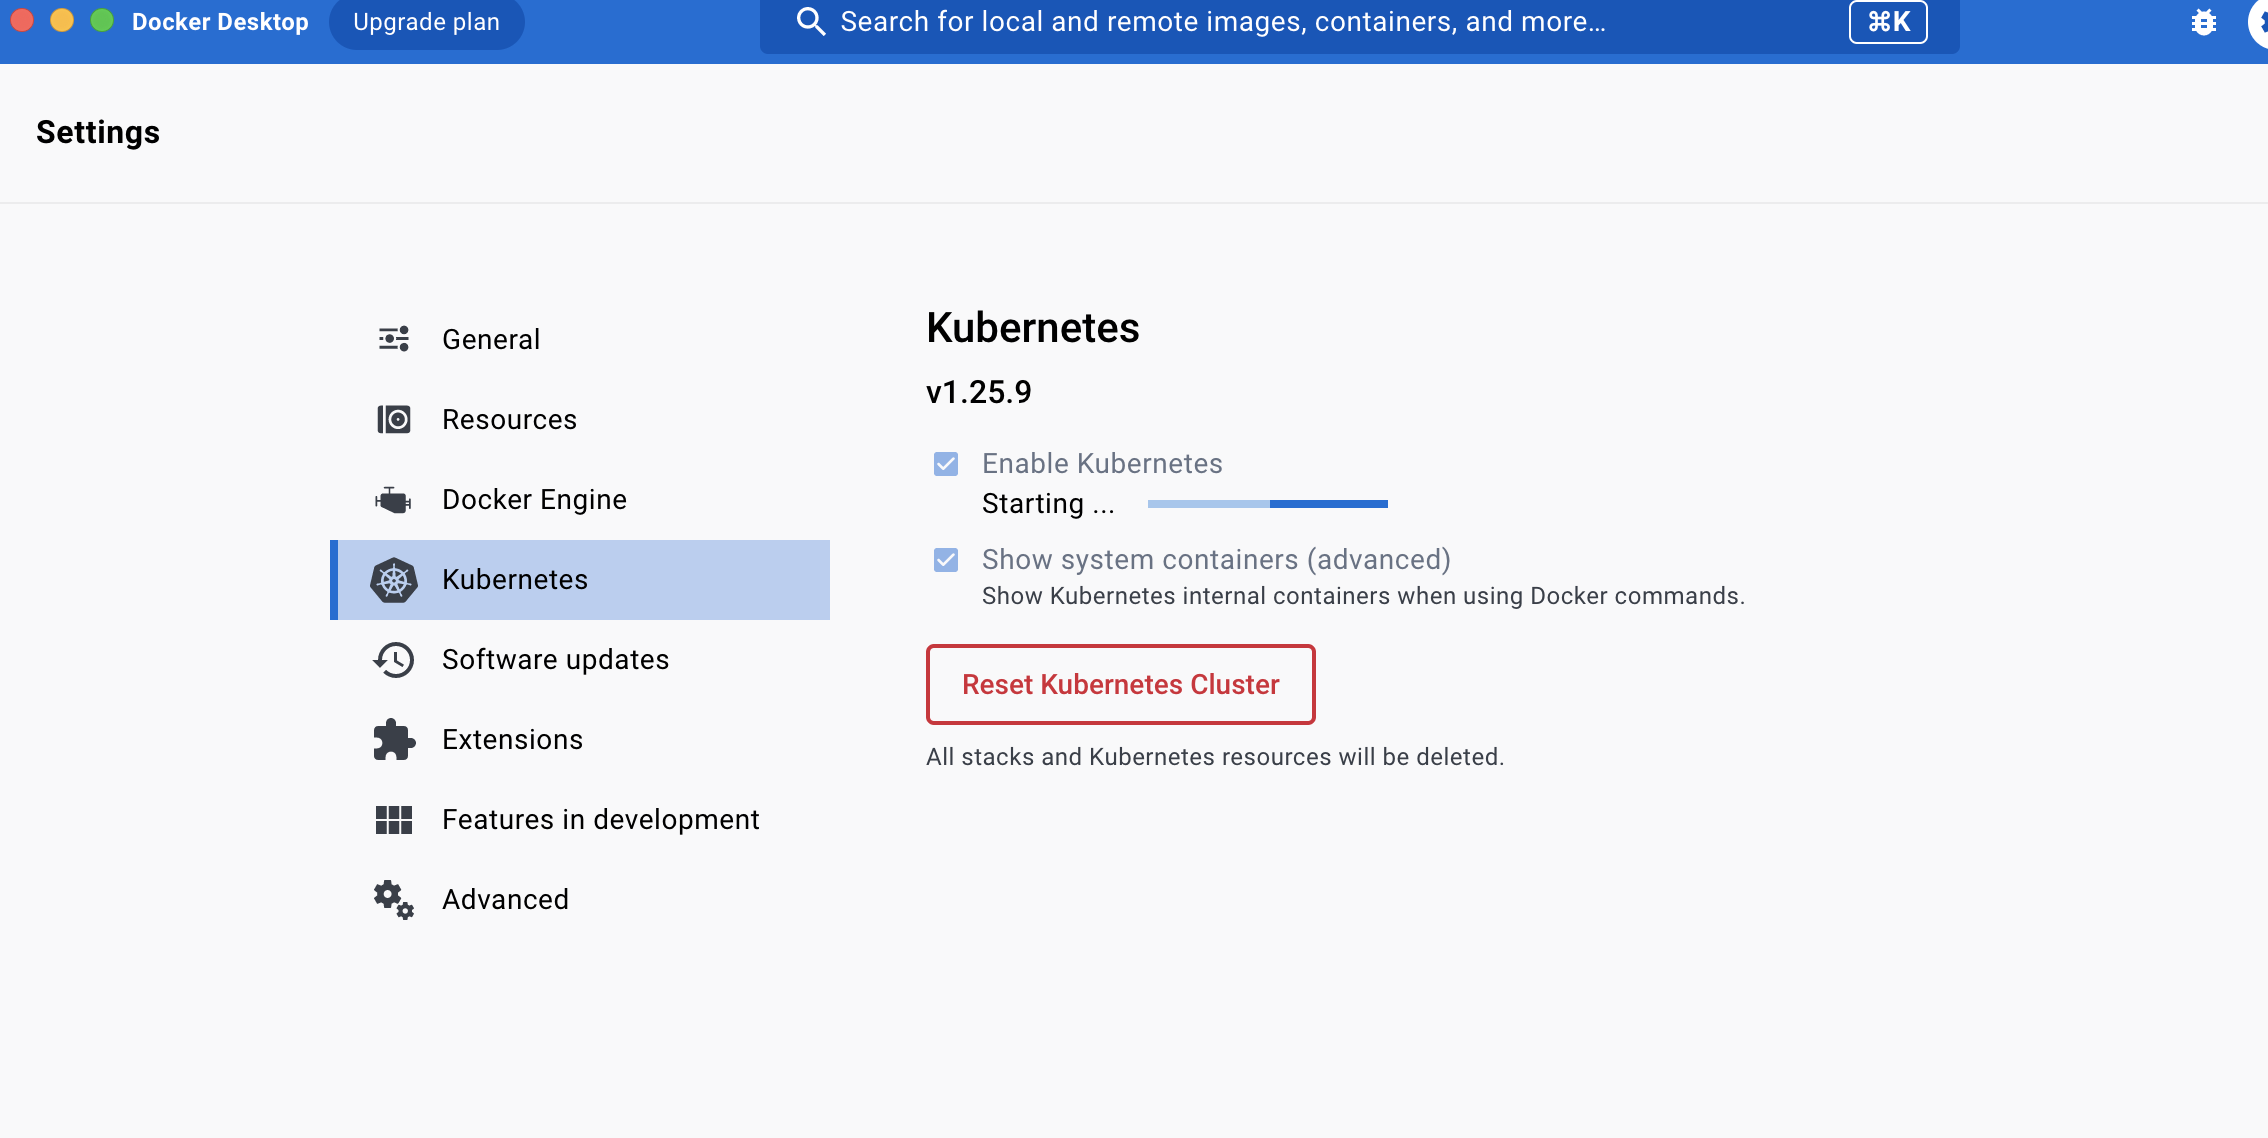 Docker Desktop
Upgrade plan
Search for local and remote images, containers, and more...
⌘K
Settings
General
Resources
Docker Engine
Kubernetes
Software updates
Extensions
Features in development
Advanced
Kubernetes
v1.25.9
Enable Kubernetes
Starting ...
Show system containers (advanced)
Show Kubernetes internal containers when using Docker commands.
Reset Kubernetes Cluster
All stacks and Kubernetes resources will be deleted.